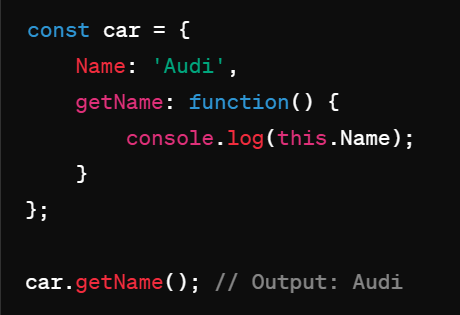 const car = {
    Name: 'Audi',
    getName: function() {
        console.log(this.Name);
    }
};

car.getName(); // Output: Audi